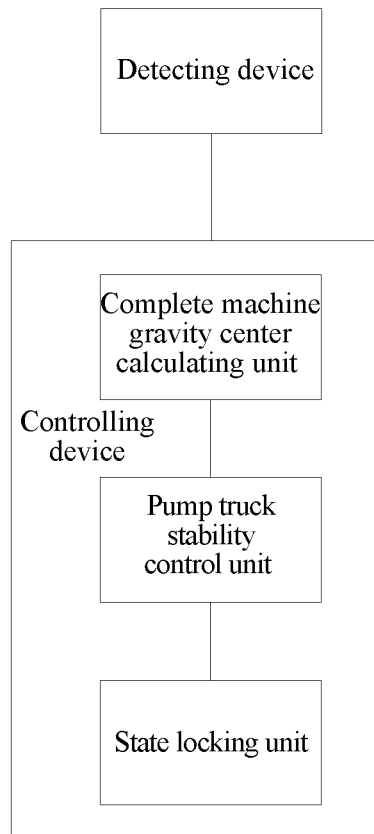 Detecting device
Complete machine
gravity center
calculating unit
Controlling
device
Pump truck
stability
control unit
State locking unit